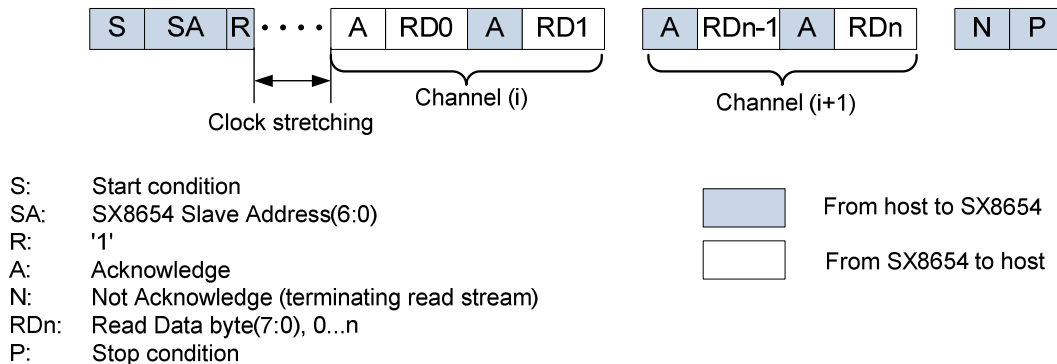 S SA R A RD0 A RD1 A RDn-1 A RDn N P
Channel (i)
Channel (i+1)
Clock stretching
S: Start condition
SA: SX8654 Slave Address(6:0)
R: '1'
A: Acknowledge
N: Not Acknowledge (terminating read stream)
RDn: Read Data byte(7:0), 0...n
P: Stop condition
From host to SX8654
From SX8654 to host